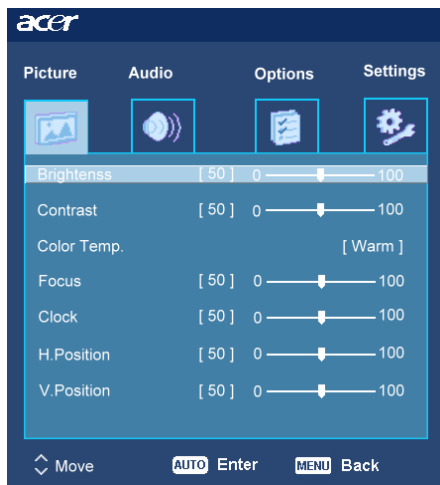 acer
Picture Audio Options Settings
Brightenss [ 50 ] 0 100
Contrast [ 50 ] 0 100
Color Temp. [ Warm ]
Focus [ 50 ] 0 100
Clock [ 50 ] 0 100
H.Position [ 50 ] 0 100
V.Position [ 50 ] 0 100
Move AUTO Enter MENU Back